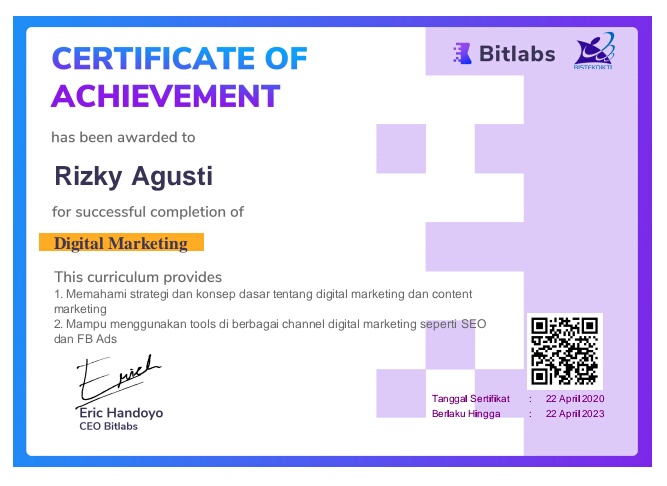 CERTIFICATE OF
ACHIEVEMENT
Bitlabs
RISTEKDIKTI
has been awarded to
Rizky Agusti
for successful completion of
Digital Marketing
This curriculum provides
1. Memahami strategi dan konsep dasar tentang digital marketing dan content
marketing
2. Mampu menggunakan tools di berbagai channel digital marketing seperti SEO
dan FB Ads
Eric Handoyo
CEO Bitlabs
Tanggal Sertifikat : 22 April 2020
Berlaku Hingga : 22 April 2023